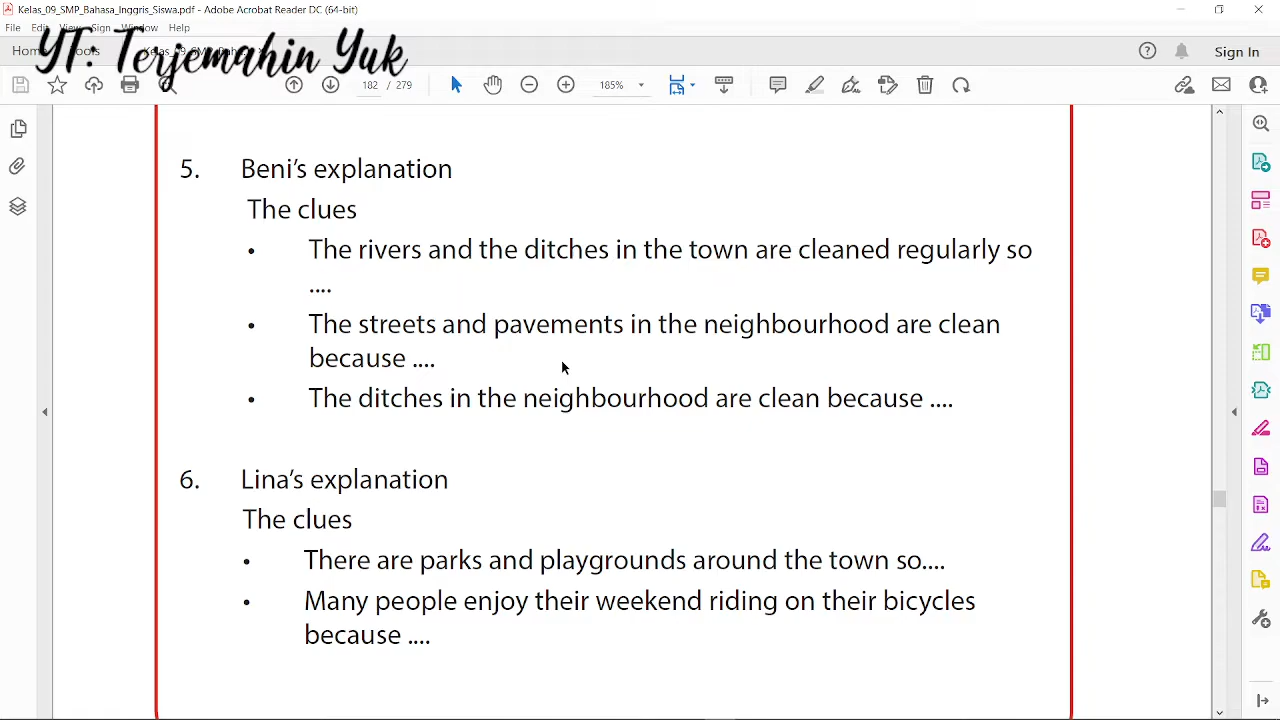 Kelas_09_SMP_Bahasa_Inggris_Siswa.pdf - Adobe Acrobat Reader DC (64-bit)
File Edit View Sign Window Help
YT: Terjemahin Yuk
Home Tools
182 / 279
185%
Sign In
5. Beni's explanation
The clues
• The rivers and the ditches in the town are cleaned regularly so
....
• The streets and pavements in the neighbourhood are clean
because ....
• The ditches in the neighbourhood are clean because ....
6. Lina's explanation
The clues
• There are parks and playgrounds around the town so....
• Many people enjoy their weekend riding on their bicycles
because ....